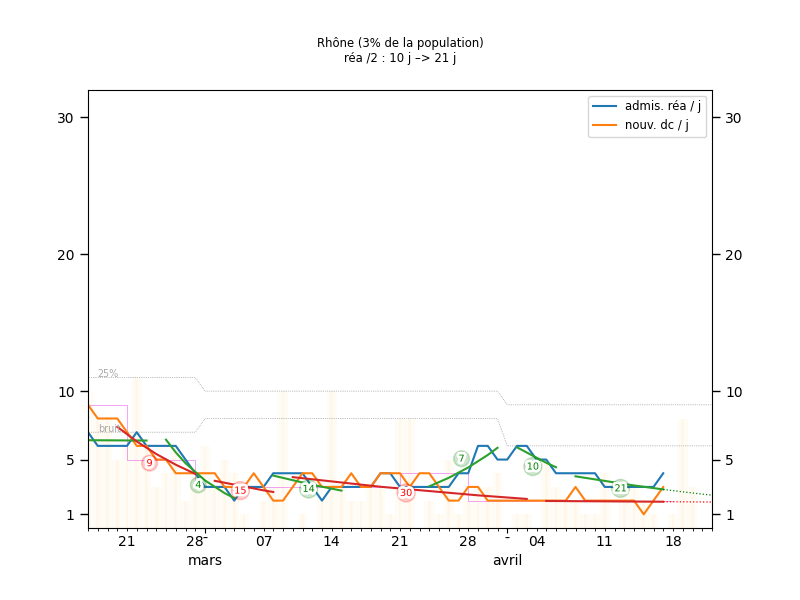 Rhône (3% de la population)
réa /2 : 10 j –> 21 j
admis. réa / j
nouv. dc / j
30 30
20 20
25%
10 10
brun
9 7 10
5 5
4 15 14 30 21
1 1
21 28 07 14 21 28 04 11 18
mars avril